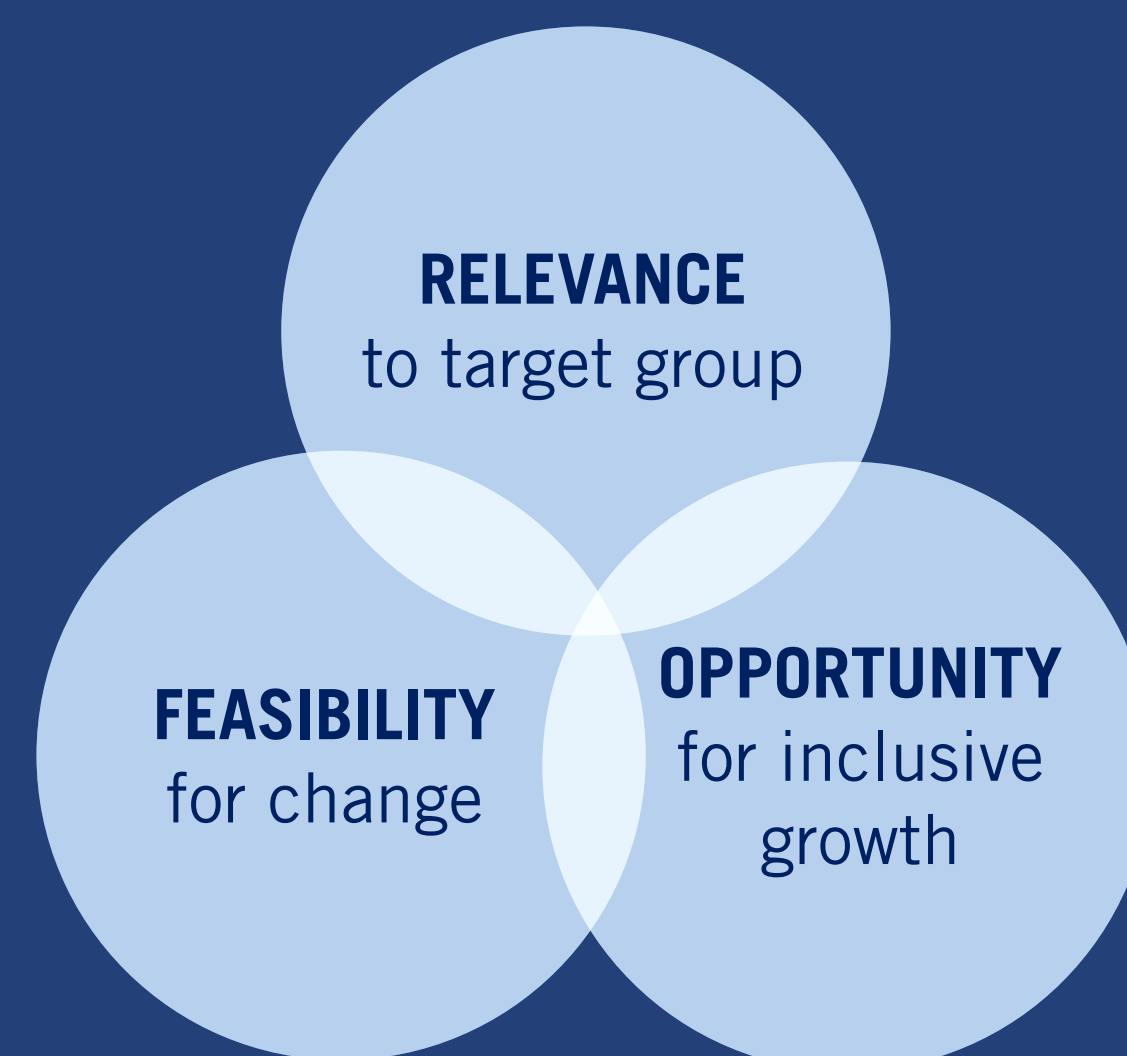 RELEVANCE
to target group
FEASIBILITY
for change
OPPORTUNITY
for inclusive
growth